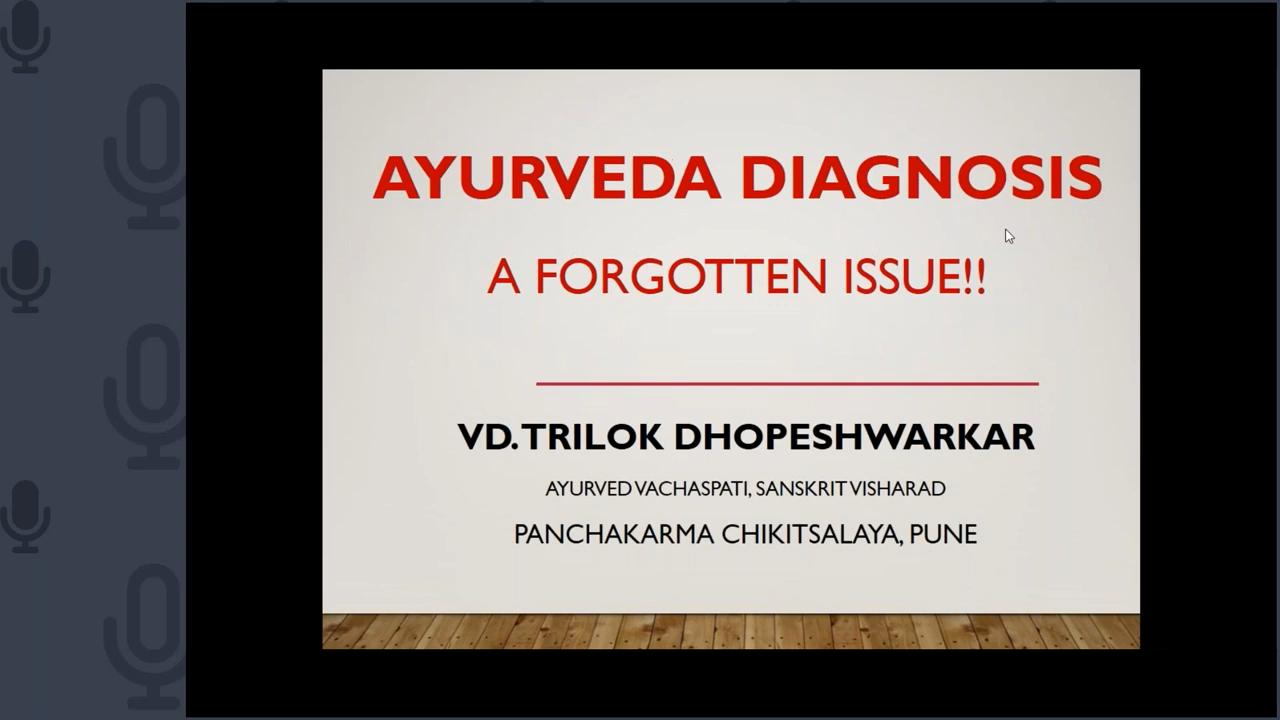 AYURVEDA DIAGNOSIS
A FORGOTTEN ISSUE!!
VD. TRILOK DHOPESHWARKAR
AYURVED VACHASPATI, SANSKRIT VISHARAD
PANCHAKARMA CHIKITSALAYA, PUNE